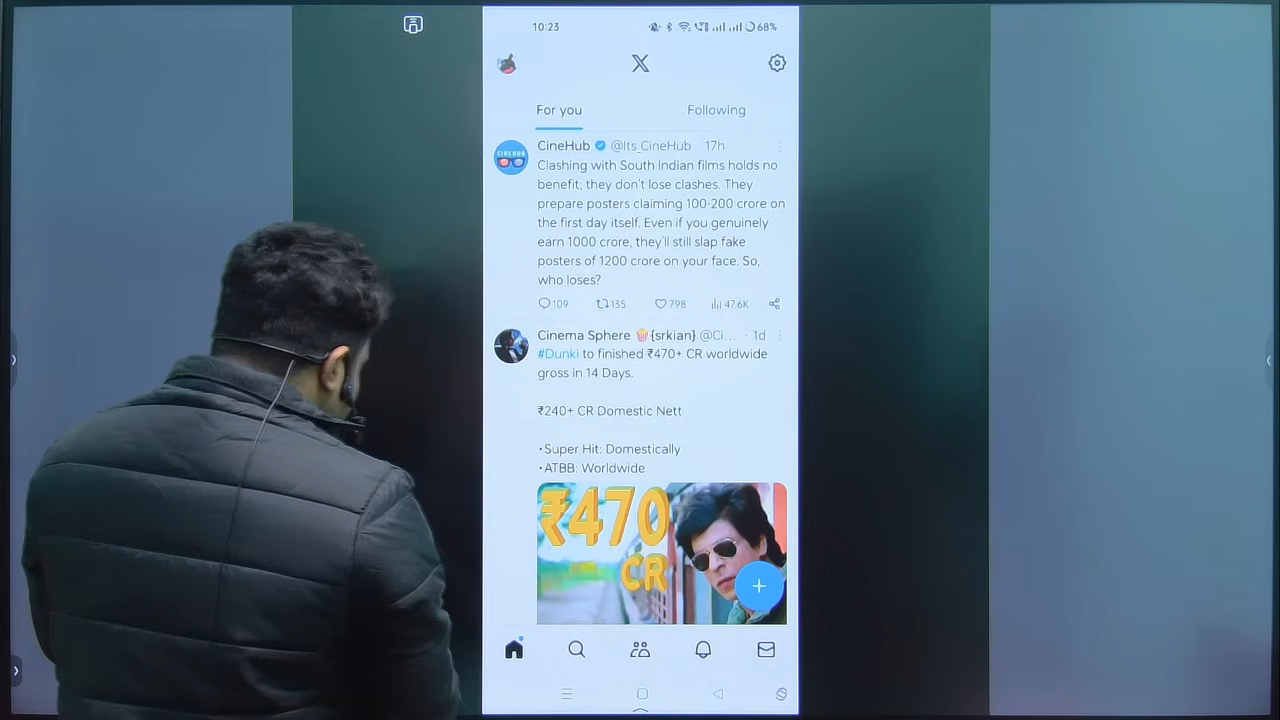 10:23
68%
X
For you
Following
CINEHUB
CineHub @Its_CineHub · 17h
Clashing with South Indian films holds no
benefit; they don't lose clashes. They
prepare posters claiming 100-200 crore on
the first day itself. Even if you genuinely
earn 1000 crore, they'll still slap fake
posters of 1200 crore on your face. So,
who loses?
109 135 798 47.6K
Cinema Sphere 🍿{srkian} @Ci... · 1d
#Dunki to finished ₹470+ CR worldwide
gross in 14 Days.
₹240+ CR Domestic Nett
•Super Hit: Domestically
•ATBB: Worldwide
₹470
CR